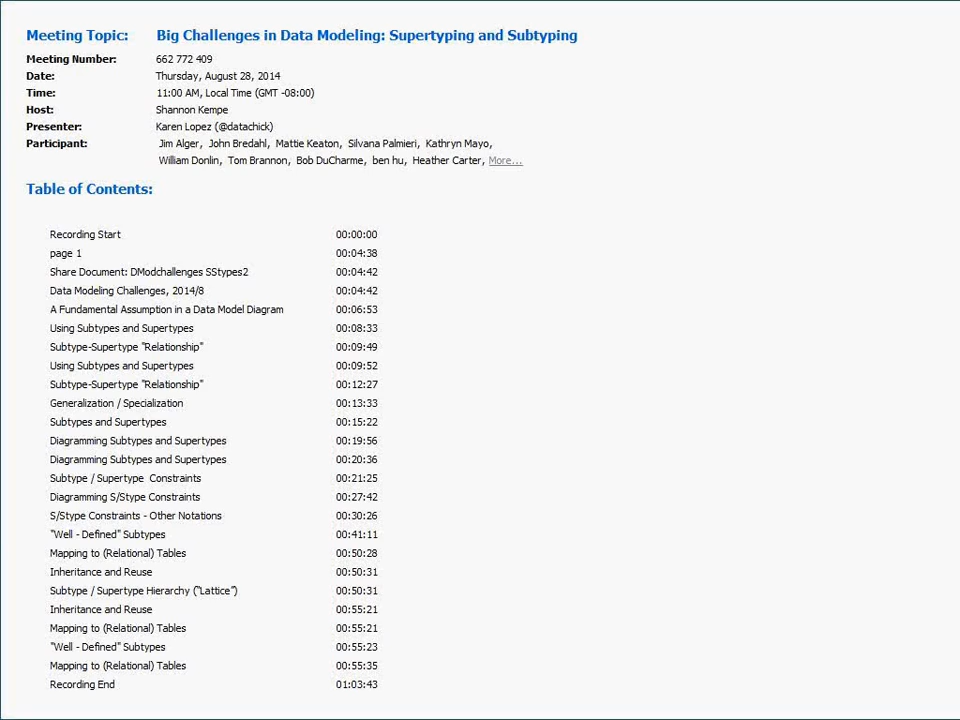 Meeting Topic: Big Challenges in Data Modeling: Supertyping and Subtyping
Meeting Number: 662 772 409
Date: Thursday, August 28, 2014
Time: 11:00 AM, Local Time (GMT -08:00)
Host: Shannon Kempe
Presenter: Karen Lopez (@datachick)
Participant: Jim Alger, John Bredahl, Mattie Keaton, Silvana Palmieri, Kathryn Mayo,
William Donlin, Tom Brannon, Bob DuCharme, ben hu, Heather Carter, More...
Table of Contents:
Recording Start 00:00:00
page 1 00:04:38
Share Document: DModchallenges SStypes2 00:04:42
Data Modeling Challenges, 2014/8 00:04:42
A Fundamental Assumption in a Data Model Diagram 00:06:53
Using Subtypes and Supertypes 00:08:33
Subtype-Supertype "Relationship" 00:09:49
Using Subtypes and Supertypes 00:09:52
Subtype-Supertype "Relationship" 00:12:27
Generalization / Specialization 00:13:33
Subtypes and Supertypes 00:15:22
Diagramming Subtypes and Supertypes 00:19:56
Diagramming Subtypes and Supertypes 00:20:36
Subtype / Supertype Constraints 00:21:25
Diagramming S/Stype Constraints 00:27:42
S/Stype Constraints - Other Notations 00:30:26
"Well - Defined" Subtypes 00:41:11
Mapping to (Relational) Tables 00:50:28
Inheritance and Reuse 00:50:31
Subtype / Supertype Hierarchy ("Lattice") 00:50:31
Inheritance and Reuse 00:55:21
Mapping to (Relational) Tables 00:55:21
"Well - Defined" Subtypes 00:55:23
Mapping to (Relational) Tables 00:55:35
Recording End 01:03:43